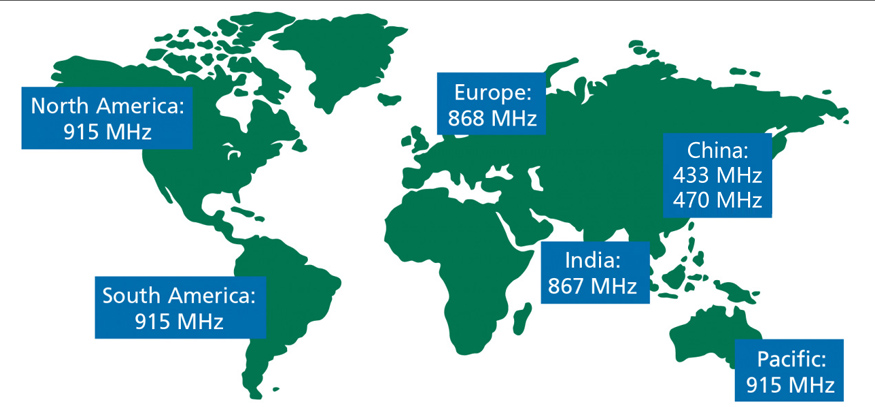 North America:
915 MHz
Europe:
868 MHz
China:
433 MHz
470 MHz
India:
867 MHz
South America:
915 MHz
Pacific:
915 MHz